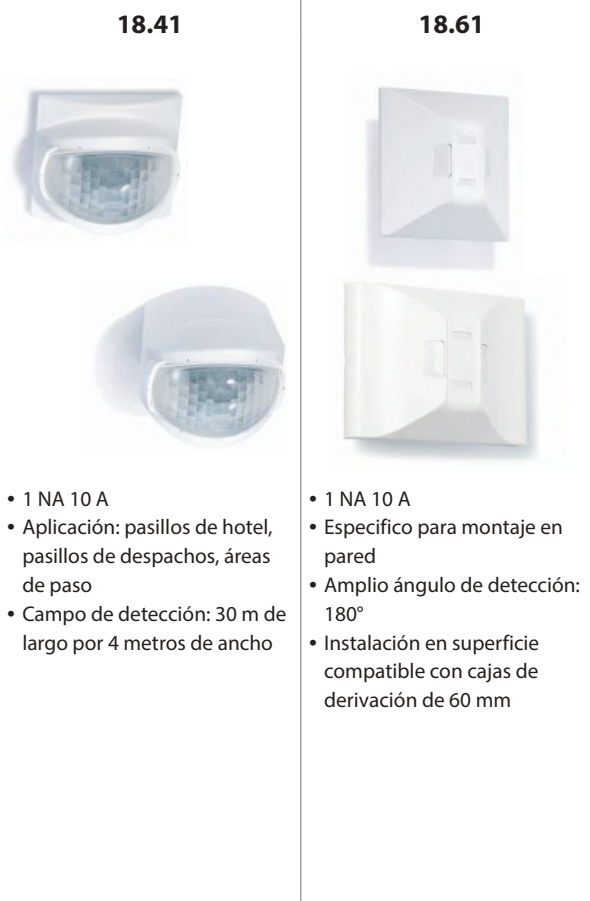 18.41
• 1 NA 10 A
• Aplicación: pasillos de hotel,
pasillos de despachos, áreas
de paso
• Campo de detección: 30 m de
largo por 4 metros de ancho
18.61
• 1 NA 10 A
• Especifico para montaje en
pared
• Amplio ángulo de detección:
180°
• Instalación en superficie
compatible con cajas de
derivación de 60 mm